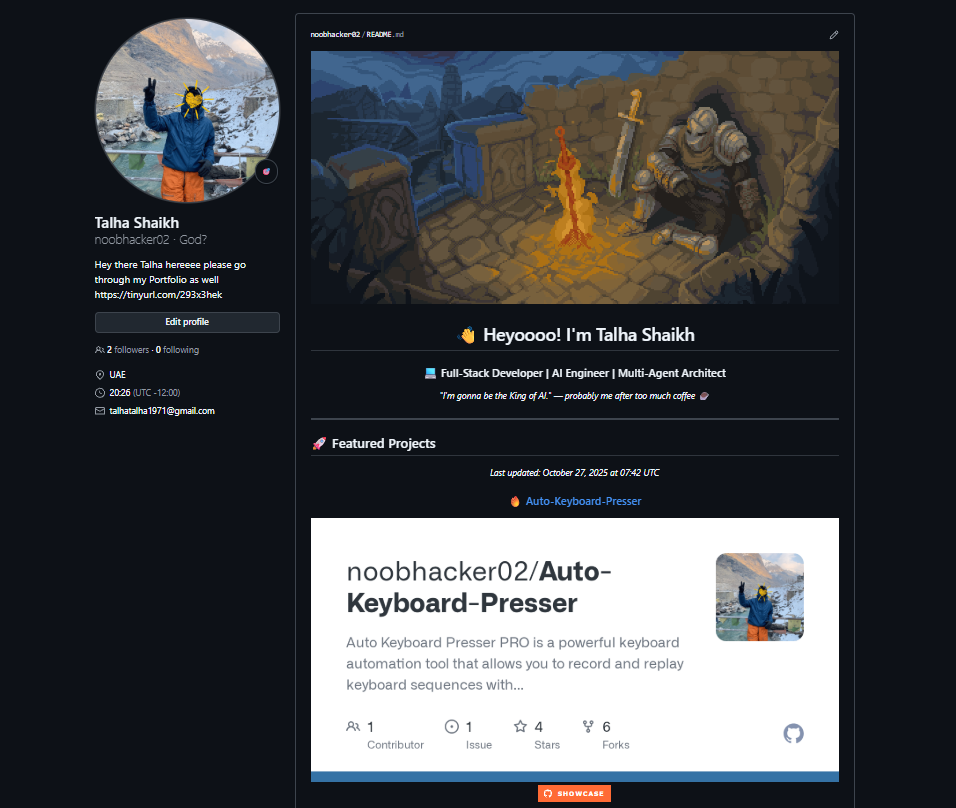 Talha Shaikh
noobhacker02 · God?
Hey there Talha hereeee please go
through my Portfolio as well
https://tinyurl.com/293x3hek
Edit profile
2 followers · 0 following
UAE
20:26 (UTC -12:00)
talhatalha1971@gmail.com
noobhacker02 / README.md
👋 Heyoooo! I'm Talha Shaikh
💻 Full-Stack Developer | AI Engineer | Multi-Agent Architect
"I'm gonna be the King of AI." — probably me after too much coffee ☕
🚀 Featured Projects
Last updated: October 27, 2025 at 07:42 UTC
🔥 Auto-Keyboard-Presser
noobhacker02/Auto-
Keyboard-Presser
Auto Keyboard Presser PRO is a powerful keyboard
automation tool that allows you to record and replay
keyboard sequences with...
1 1 4 6
Contributor Issue Stars Forks
SHOWCASE